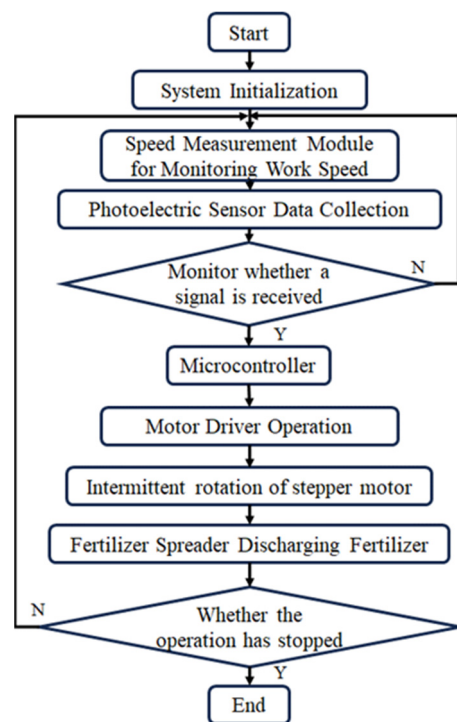 Start
System Initialization
Speed Measurement Module
for Monitoring Work Speed
Photoelectric Sensor Data Collection
Monitor whether a
signal is received
N
Y
Microcontroller
Motor Driver Operation
Intermittent rotation of stepper motor
Fertilizer Spreader Discharging Fertilizer
N
Whether the
operation has stopped
Y
End